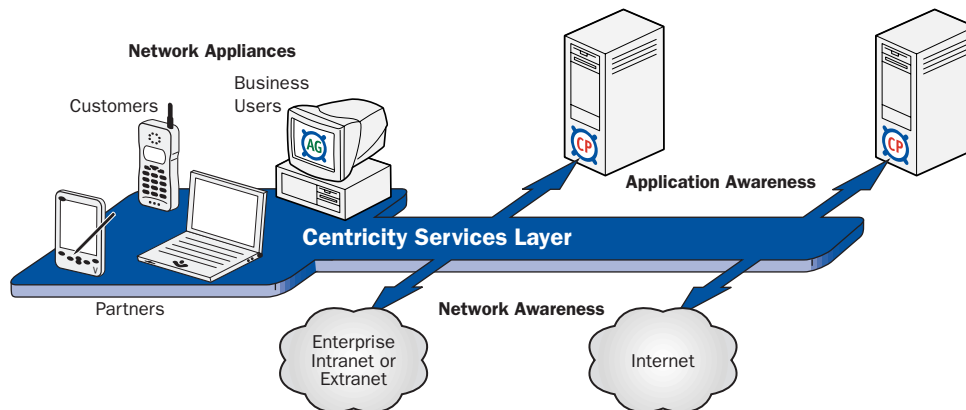 Network Appliances
Business
Users
Customers
AG
CP
CP
Application Awareness
Centricity Services Layer
V
Partners
Network Awareness
Enterprise
Intranet or
Extranet
Internet